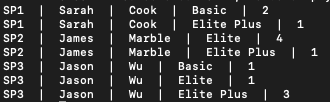 SP1 | Sarah | Cook | Basic | 2
SP1 | Sarah | Cook | Elite Plus | 1
SP2 | James | Marble | Elite | 4
SP2 | James | Marble | Elite Plus | 1
SP3 | Jason | Wu | Basic | 1
SP3 | Jason | Wu | Elite | 1
SP3 | Jason | Wu | Elite Plus | 3